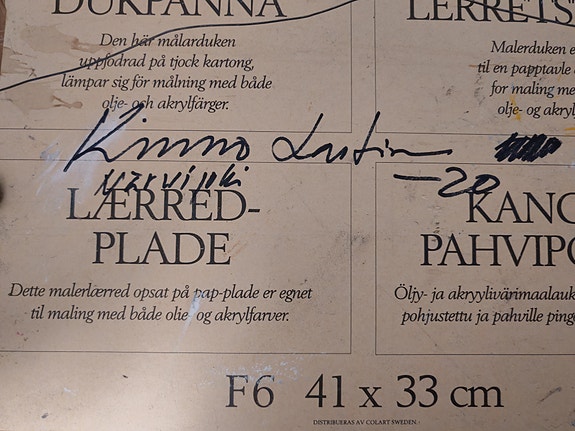 DUKPANNA
LERRETS
Den här målarduken
uppfodrad på tjock kartong,
lämpar sig för målning med både
olje- och akrylfärger.
Malerduken e
til en papptavle
for maling me
olje- og akryl
Kimmo
-20
LÆRRED-
PLADE
KANG
PAHVIPO
Dette malerlærred opsat på pap-plade er egnet
til maling med både olie- og akrylfarver.
Öljy- ja akryylivärimaalauk
pohjustettu ja pahville ping
F6 41 x 33 cm
DISTRIBUERAS AV COLART SWEDEN.